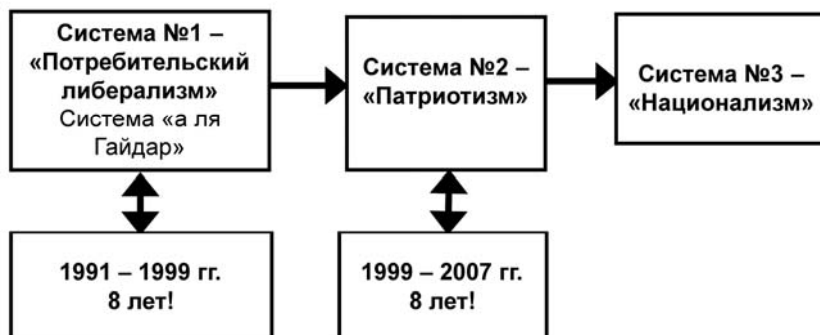 Система №1 –
«Потребительский
либерализм»
Система «а ля
Гайдар»
Система №2 –
«Патриотизм»
Система №3 –
«Национализм»
1991 – 1999 гг.
8 лет!
1999 – 2007 гг.
8 лет!